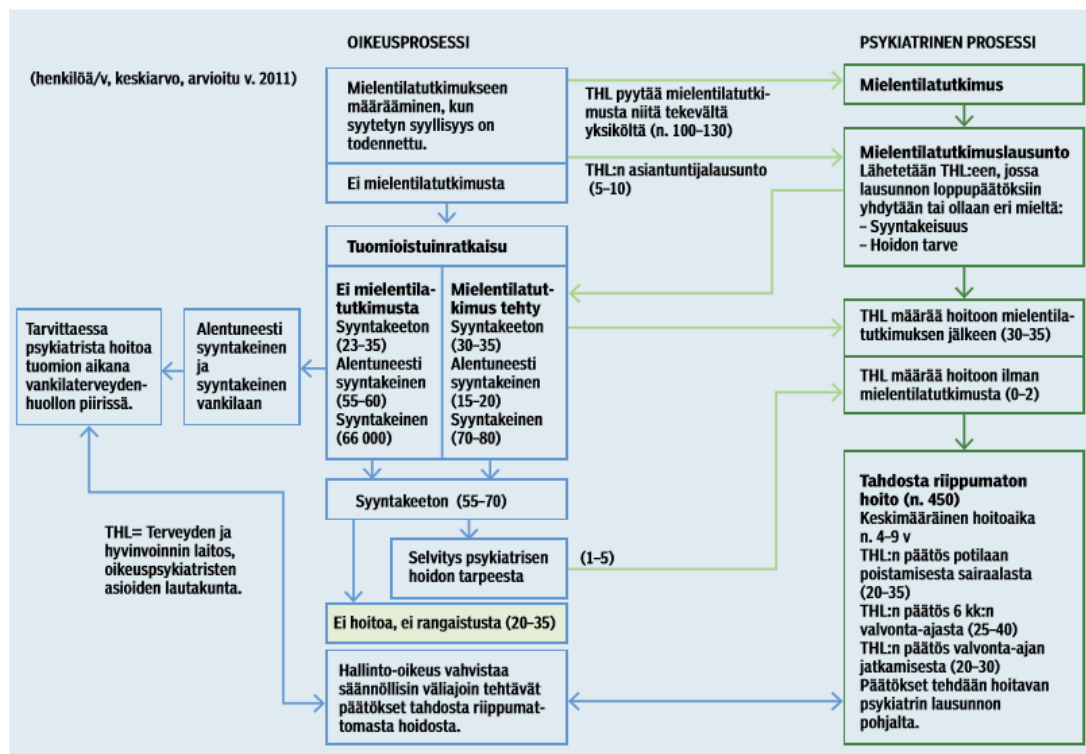 OIKEUSPROSESSI
PSYKIATRINEN PROSESSI
(henkilöä/v, keskiarvo, arvioitu v. 2011)
Mielentilatutkimukseen
määrääminen, kun
syytetyn syyllisyys on
todennettu.
Ei mielentilatutkimusta
THL pyytää mielentilatutki-
musta niitä tekevältä
yksiköltä (n. 100–130)
THL:n asiantuntijalausunto
(5–10)
Mielentilatutkimus
Mielentilatutkimuslausunto
Lähetetään THL:een, jossa
lausunnon loppupäätöksiin
yhdytään tai ollaan eri mieltä:
– Syyntakeisuus
– Hoidon tarve
Tuomioistuinratkaisu
Ei mielentila-
tutkimusta
Syyntakeeton
(23–35)
Alentuneesti
syyntakeinen
(55–60)
Syyntakeinen
(66 000)
Mielentilatut-
kimus tehty
Syyntakeeton
(30–35)
Alentuneesti
syyntakeinen
(15–20)
Syyntakeinen
(70–80)
Tarvittaessa
psykiatrista hoitoa
tuomion aikana
vankilaterveyden-
huollon piirissä.
Alentuneesti
syyntakeinen
ja
syyntakeinen
vankilaan
THL määrää hoitoon mielentila-
tutkimuksen jälkeen (30–35)
THL määrää hoitoon ilman
mielentilatutkimusta (0–2)
Syyntakeeton (55–70)
Selvitys psykiatrisen
hoidon tarpeesta
(1–5)
Ei hoitoa, ei rangaistusta (20–35)
THL= Terveyden ja
hyvinvoinnin laitos,
oikeuspsykiatristen
asioiden lautakunta.
Hallinto-oikeus vahvistaa
säännöllisin väliajoin tehtävät
päätökset tahdosta riippumat-
tomasta hoidosta.
Tahdosta riippumaton
hoito (n. 450)
Keskimääräinen hoitoaika
n. 4–9 v
THL:n päätös potilaan
poistamisesta sairaalasta
(20–35)
THL:n päätös 6 kk:n
valvonta-ajasta (25–40)
THL:n päätös valvonta-ajan
jatkamisesta (20–30)
Päätökset tehdään hoitavan
psykiatrin lausunnon
pohjalta.